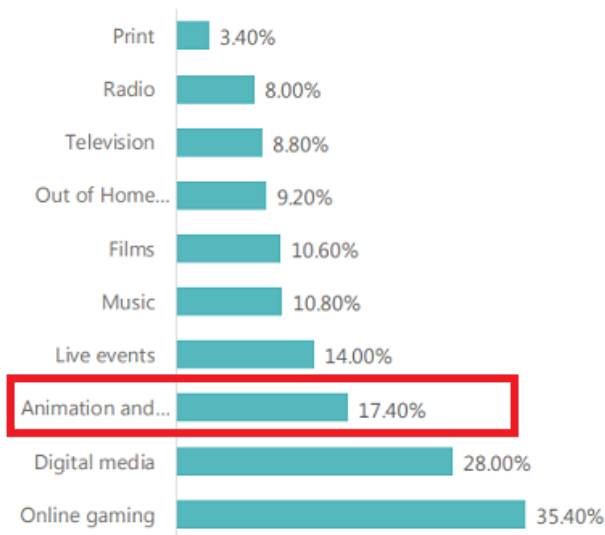 Print 3.40%
Radio 8.00%
Television 8.80%
Out of Home... 9.20%
Films 10.60%
Music 10.80%
Live events 14.00%
Animation and... 17.40%
Digital media 28.00%
Online gaming 35.40%